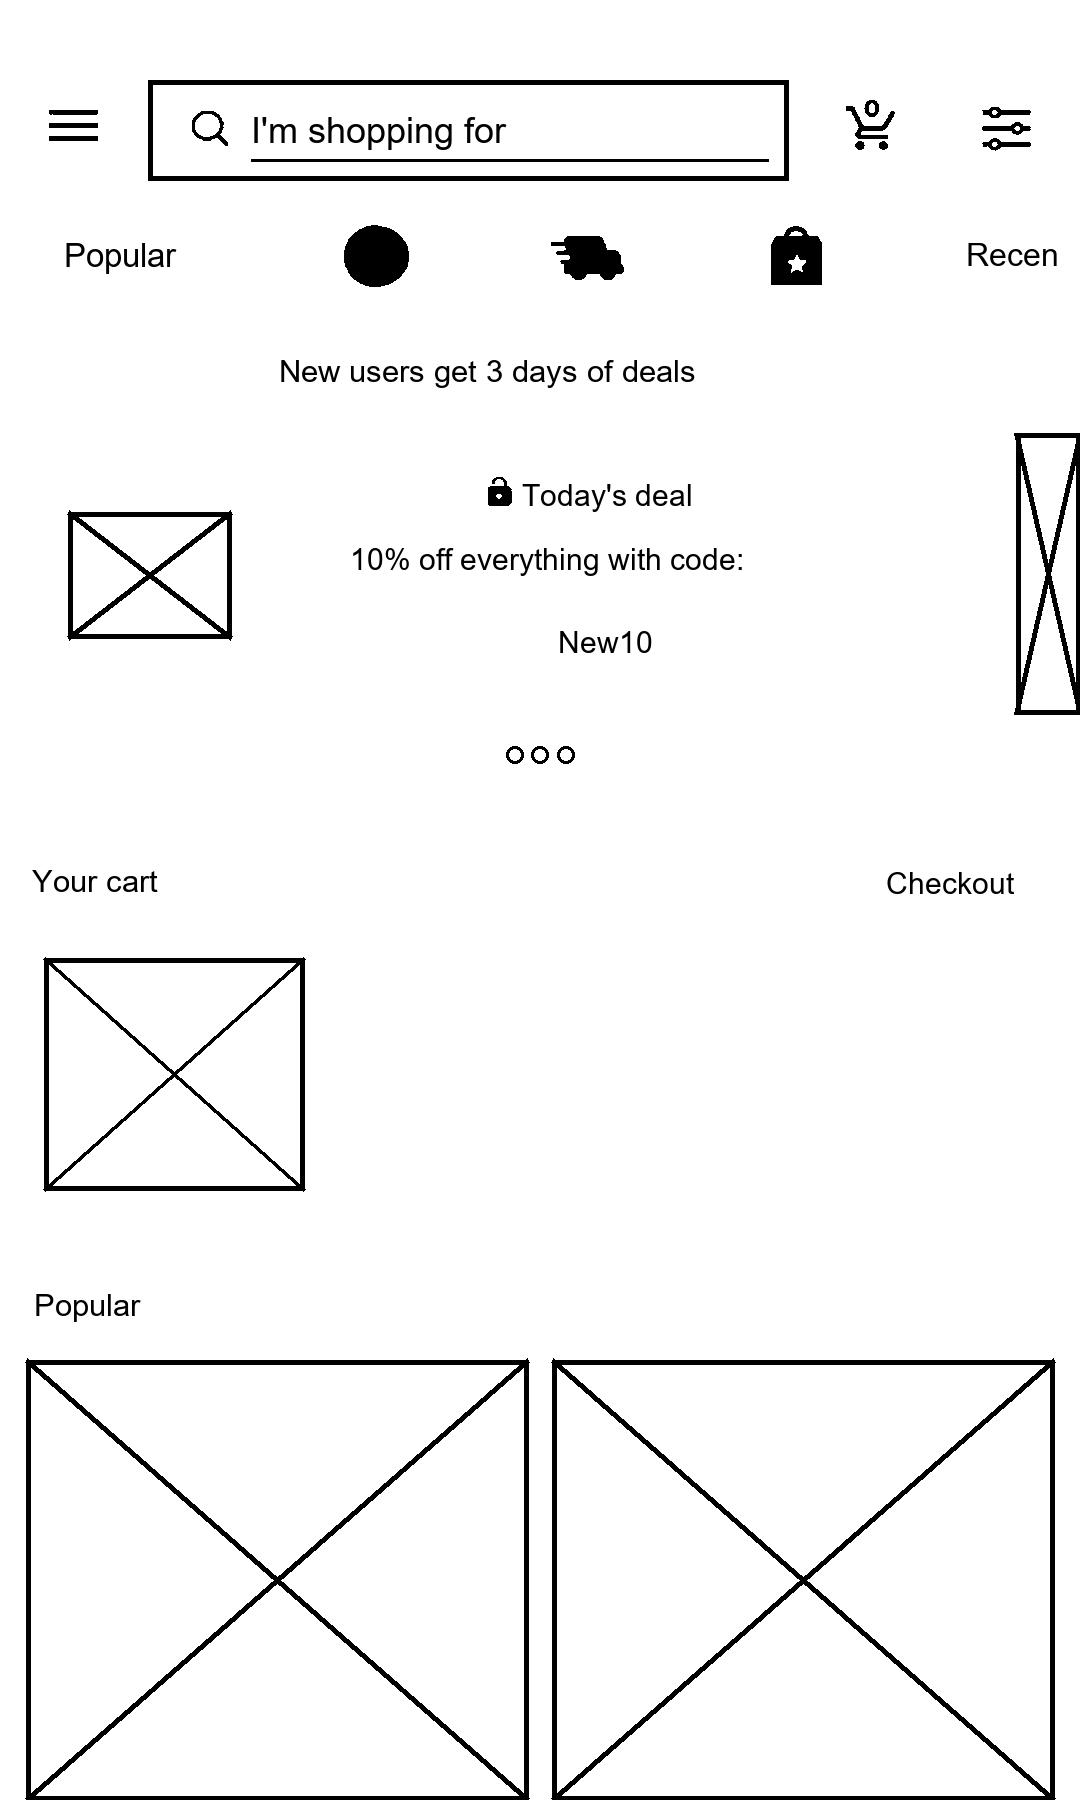 I'm shopping for
0
Popular
Recen
New users get 3 days of deals
Today's deal
10% off everything with code:
New10
Your cart
Checkout
Popular